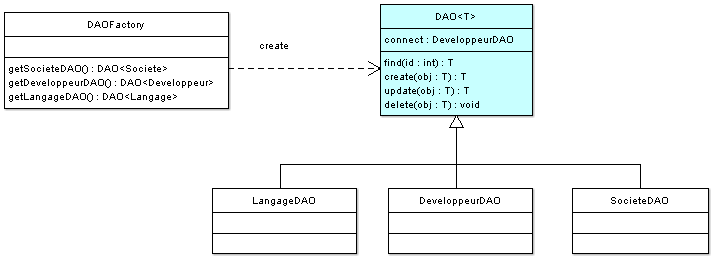 DAOFactory
getSocieteDAO() : DAO<Societe>
getDeveloppeurDAO() : DAO<Developpeur>
getLangageDAO() : DAO<Langage>
create
DAO<T>
connect : DeveloppeurDAO
find(id : int) : T
create(obj : T) : T
update(obj : T) : T
delete(obj : T) : void
LangageDAO
DeveloppeurDAO
SocieteDAO